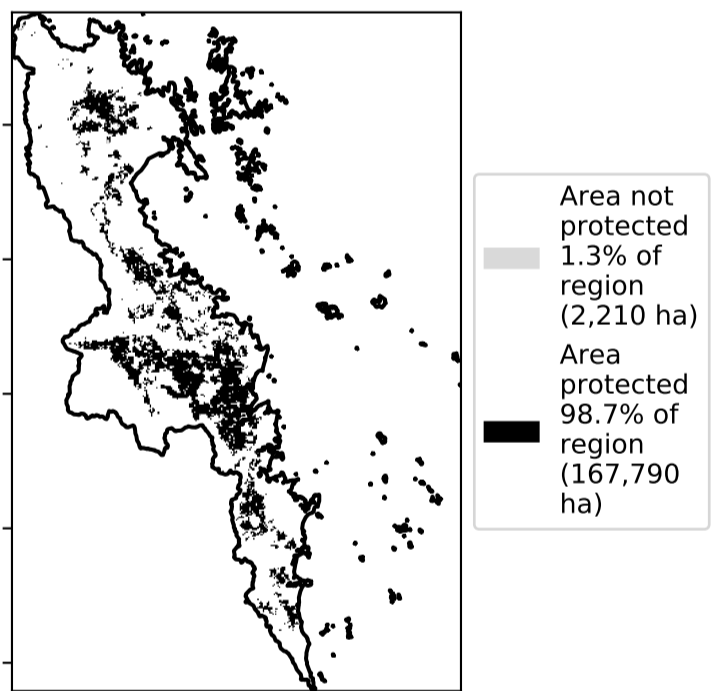 Area not
protected
1.3% of
region
(2,210 ha)
Area
protected
98.7% of
region
(167,790
ha)